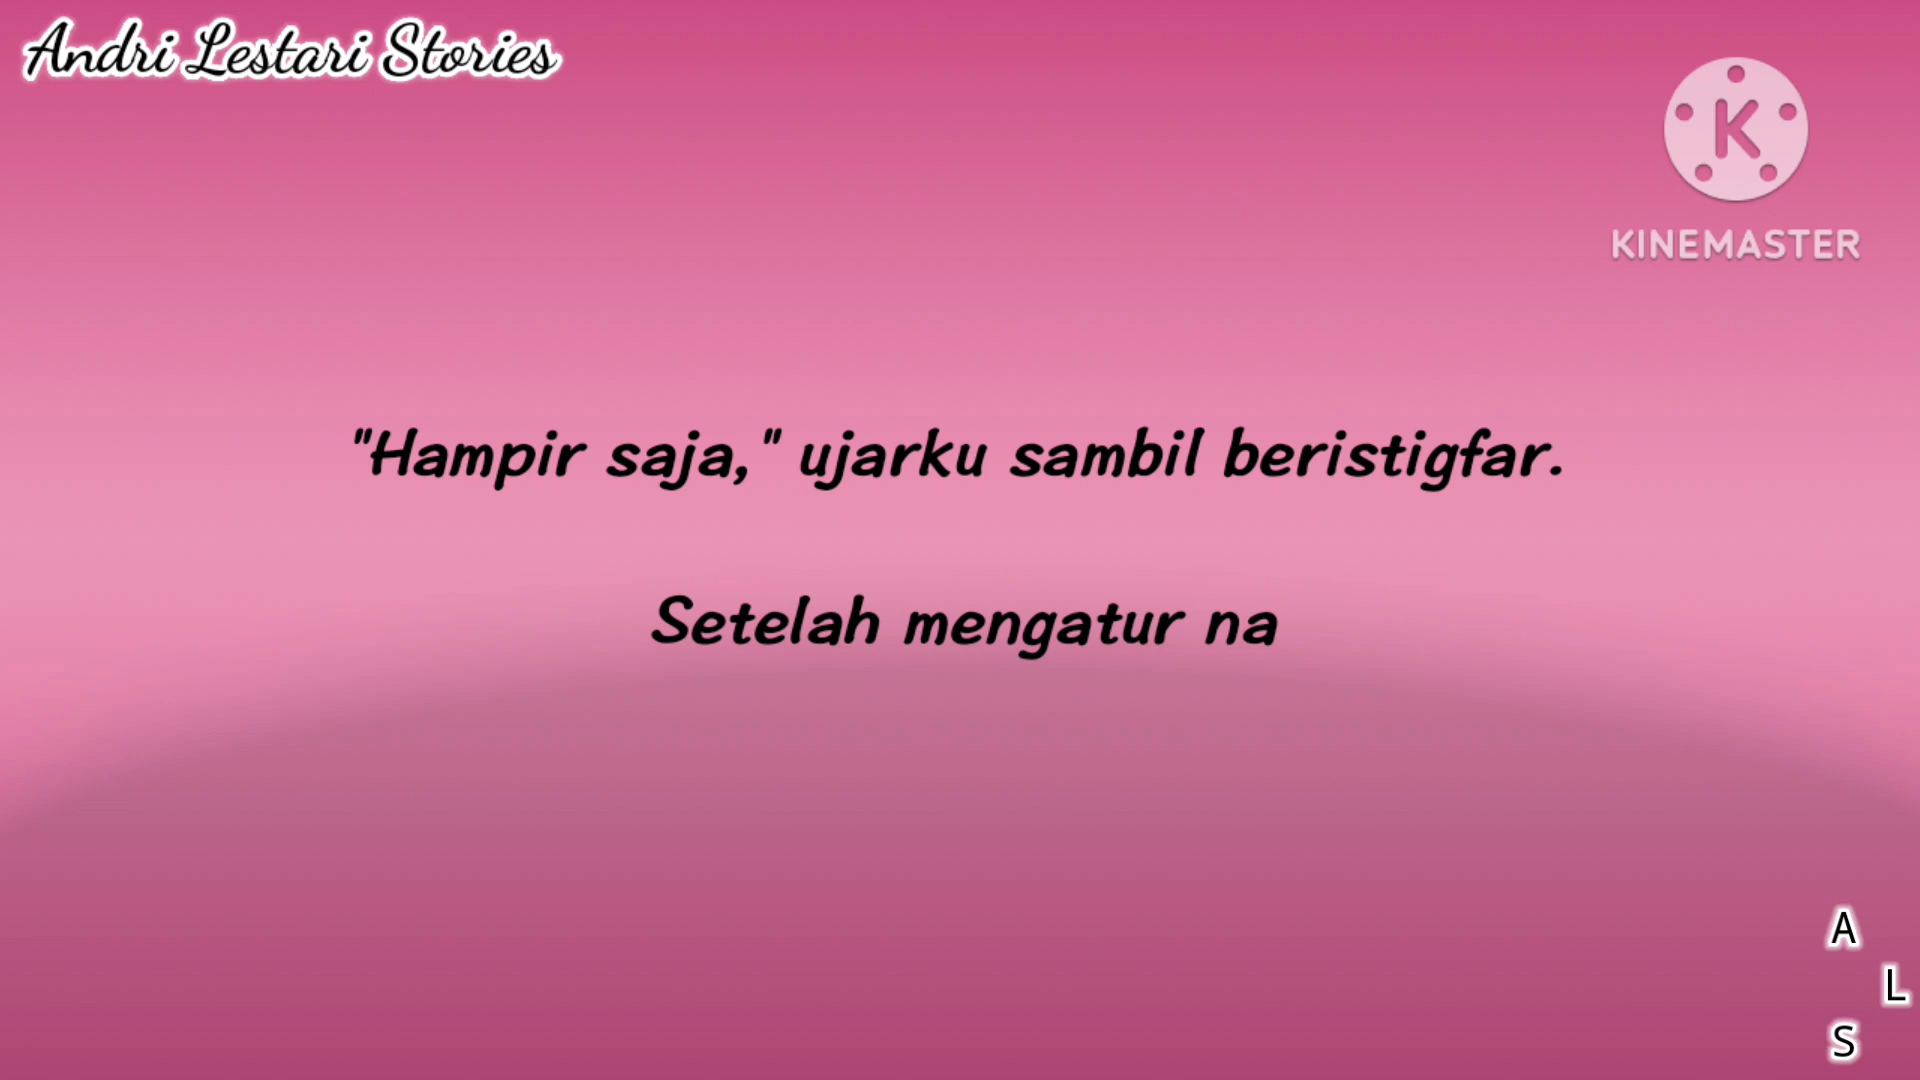 Andri Lestari Stories
K
KINEMASTER
"Hampir saja," ujarku sambil beristigfar.
Setelah mengatur na
A
L
S